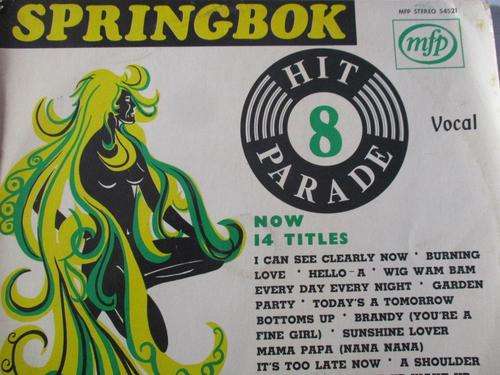 SPRINGBOK
MFP STEREO 54521
mfp
HIT
8
PARADE
Vocal
NOW
14 TITLES
I CAN SEE CLEARLY NOW • BURNING
LOVE • HELLO - A • WIG WAM BAM
EVERY DAY EVERY NIGHT • GARDEN
PARTY • TODAY'S A TOMORROW
BOTTOMS UP • BRANDY (YOU'RE A
FINE GIRL) • SUNSHINE LOVER
MAMA PAPA (NANA NANA)
IT'S TOO LATE NOW • A SHOULDER